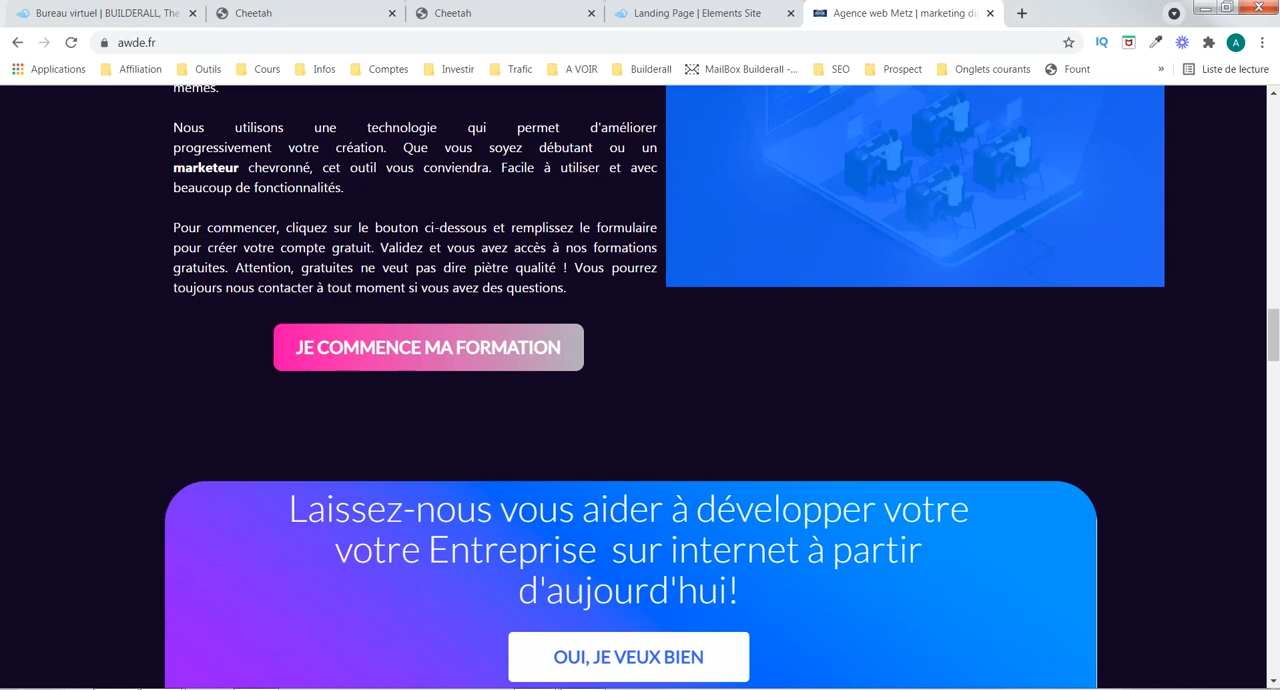 Bureau virtuel | BUILDERALL, The
Cheetah
Cheetah
Landing Page | Elements Site
Agence web Metz | marketing di
awde.fr
IQ
A
Applications
Affiliation
Outils
Cours
Infos
Comptes
Investir
Trafic
A VOIR
Builderall
MailBox Builderall -...
SEO
Prospect
Onglets courants
Fount
»
Liste de lecture
mêmes.
Nous utilisons une technologie qui permet d'améliorer
progressivement votre création. Que vous soyez débutant ou un
marketeur chevronné, cet outil vous conviendra. Facile à utiliser et avec
beaucoup de fonctionnalités.
Pour commencer, cliquez sur le bouton ci-dessous et remplissez le formulaire
pour créer votre compte gratuit. Validez et vous avez accès à nos formations
gratuites. Attention, gratuites ne veut pas dire piètre qualité ! Vous pourrez
toujours nous contacter à tout moment si vous avez des questions.
JE COMMENCE MA FORMATION
Laissez-nous vous aider à développer votre
votre Entreprise sur internet à partir
d'aujourd'hui!
OUI, JE VEUX BIEN